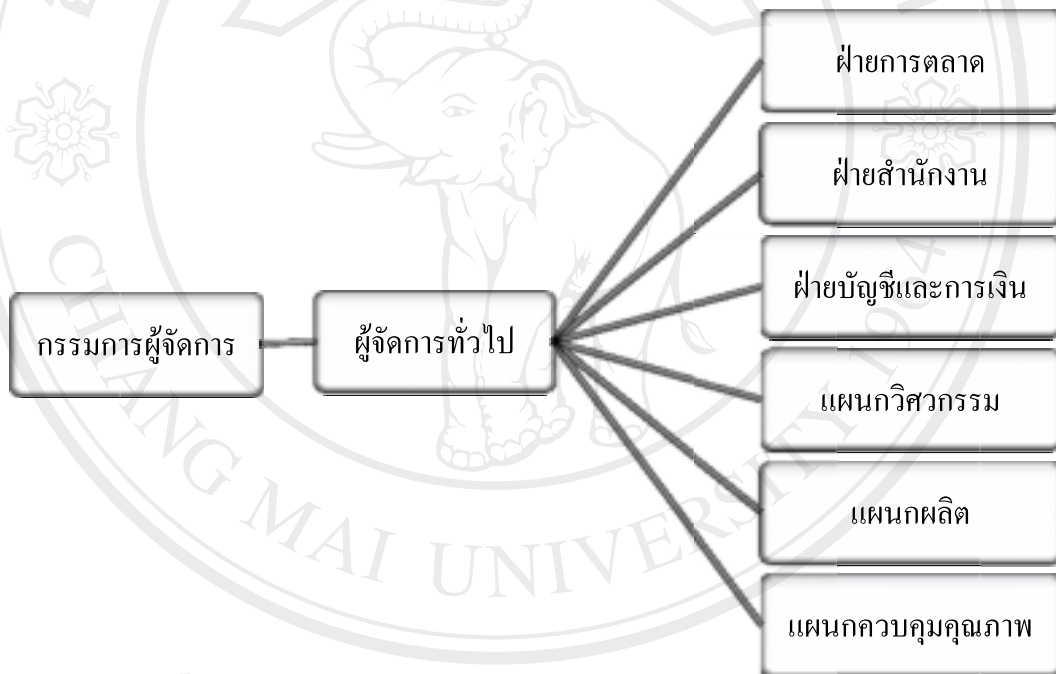 ฝ่ายการตลาด
ฝ่ายสำนักงาน
ฝ่ายบัญชีและการเงิน
กรรมการผู้จัดการ
ผู้จัดการทั่วไป
แผนกวิศวกรรม
แผนกผลิต
แผนกควบคุมคุณภาพ
CHIANG MAI UNIVERSITY 1964